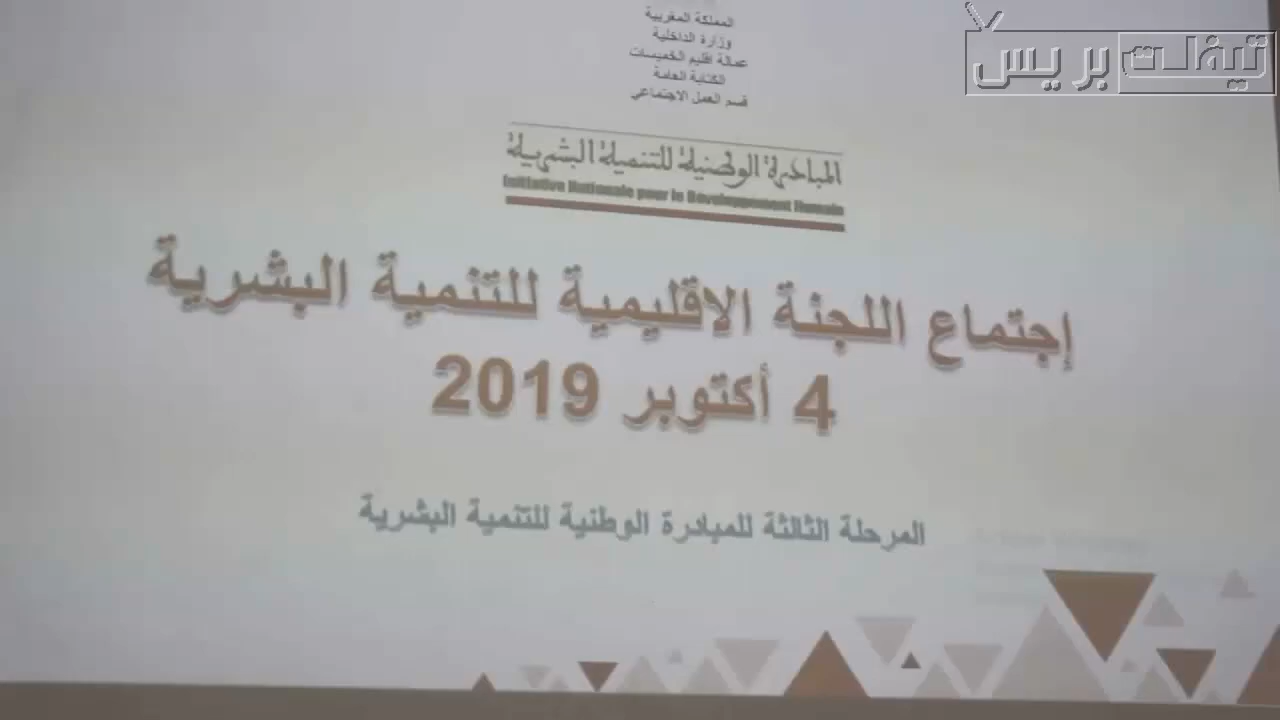 تيفلت بريس
المملكة المغربية
وزارة الداخلية
عمالة اقليم الخميسات
الكتابة العامة
قسم العمل الاجتماعي
المبادرة الوطنية للتنمية البشرية
Initiative Nationale pour le Développement Humain
إجتماع اللجنة الاقليمية للتنمية البشرية
4 أكتوبر 2019
المرحلة الثالثة للمبادرة الوطنية للتنمية البشرية